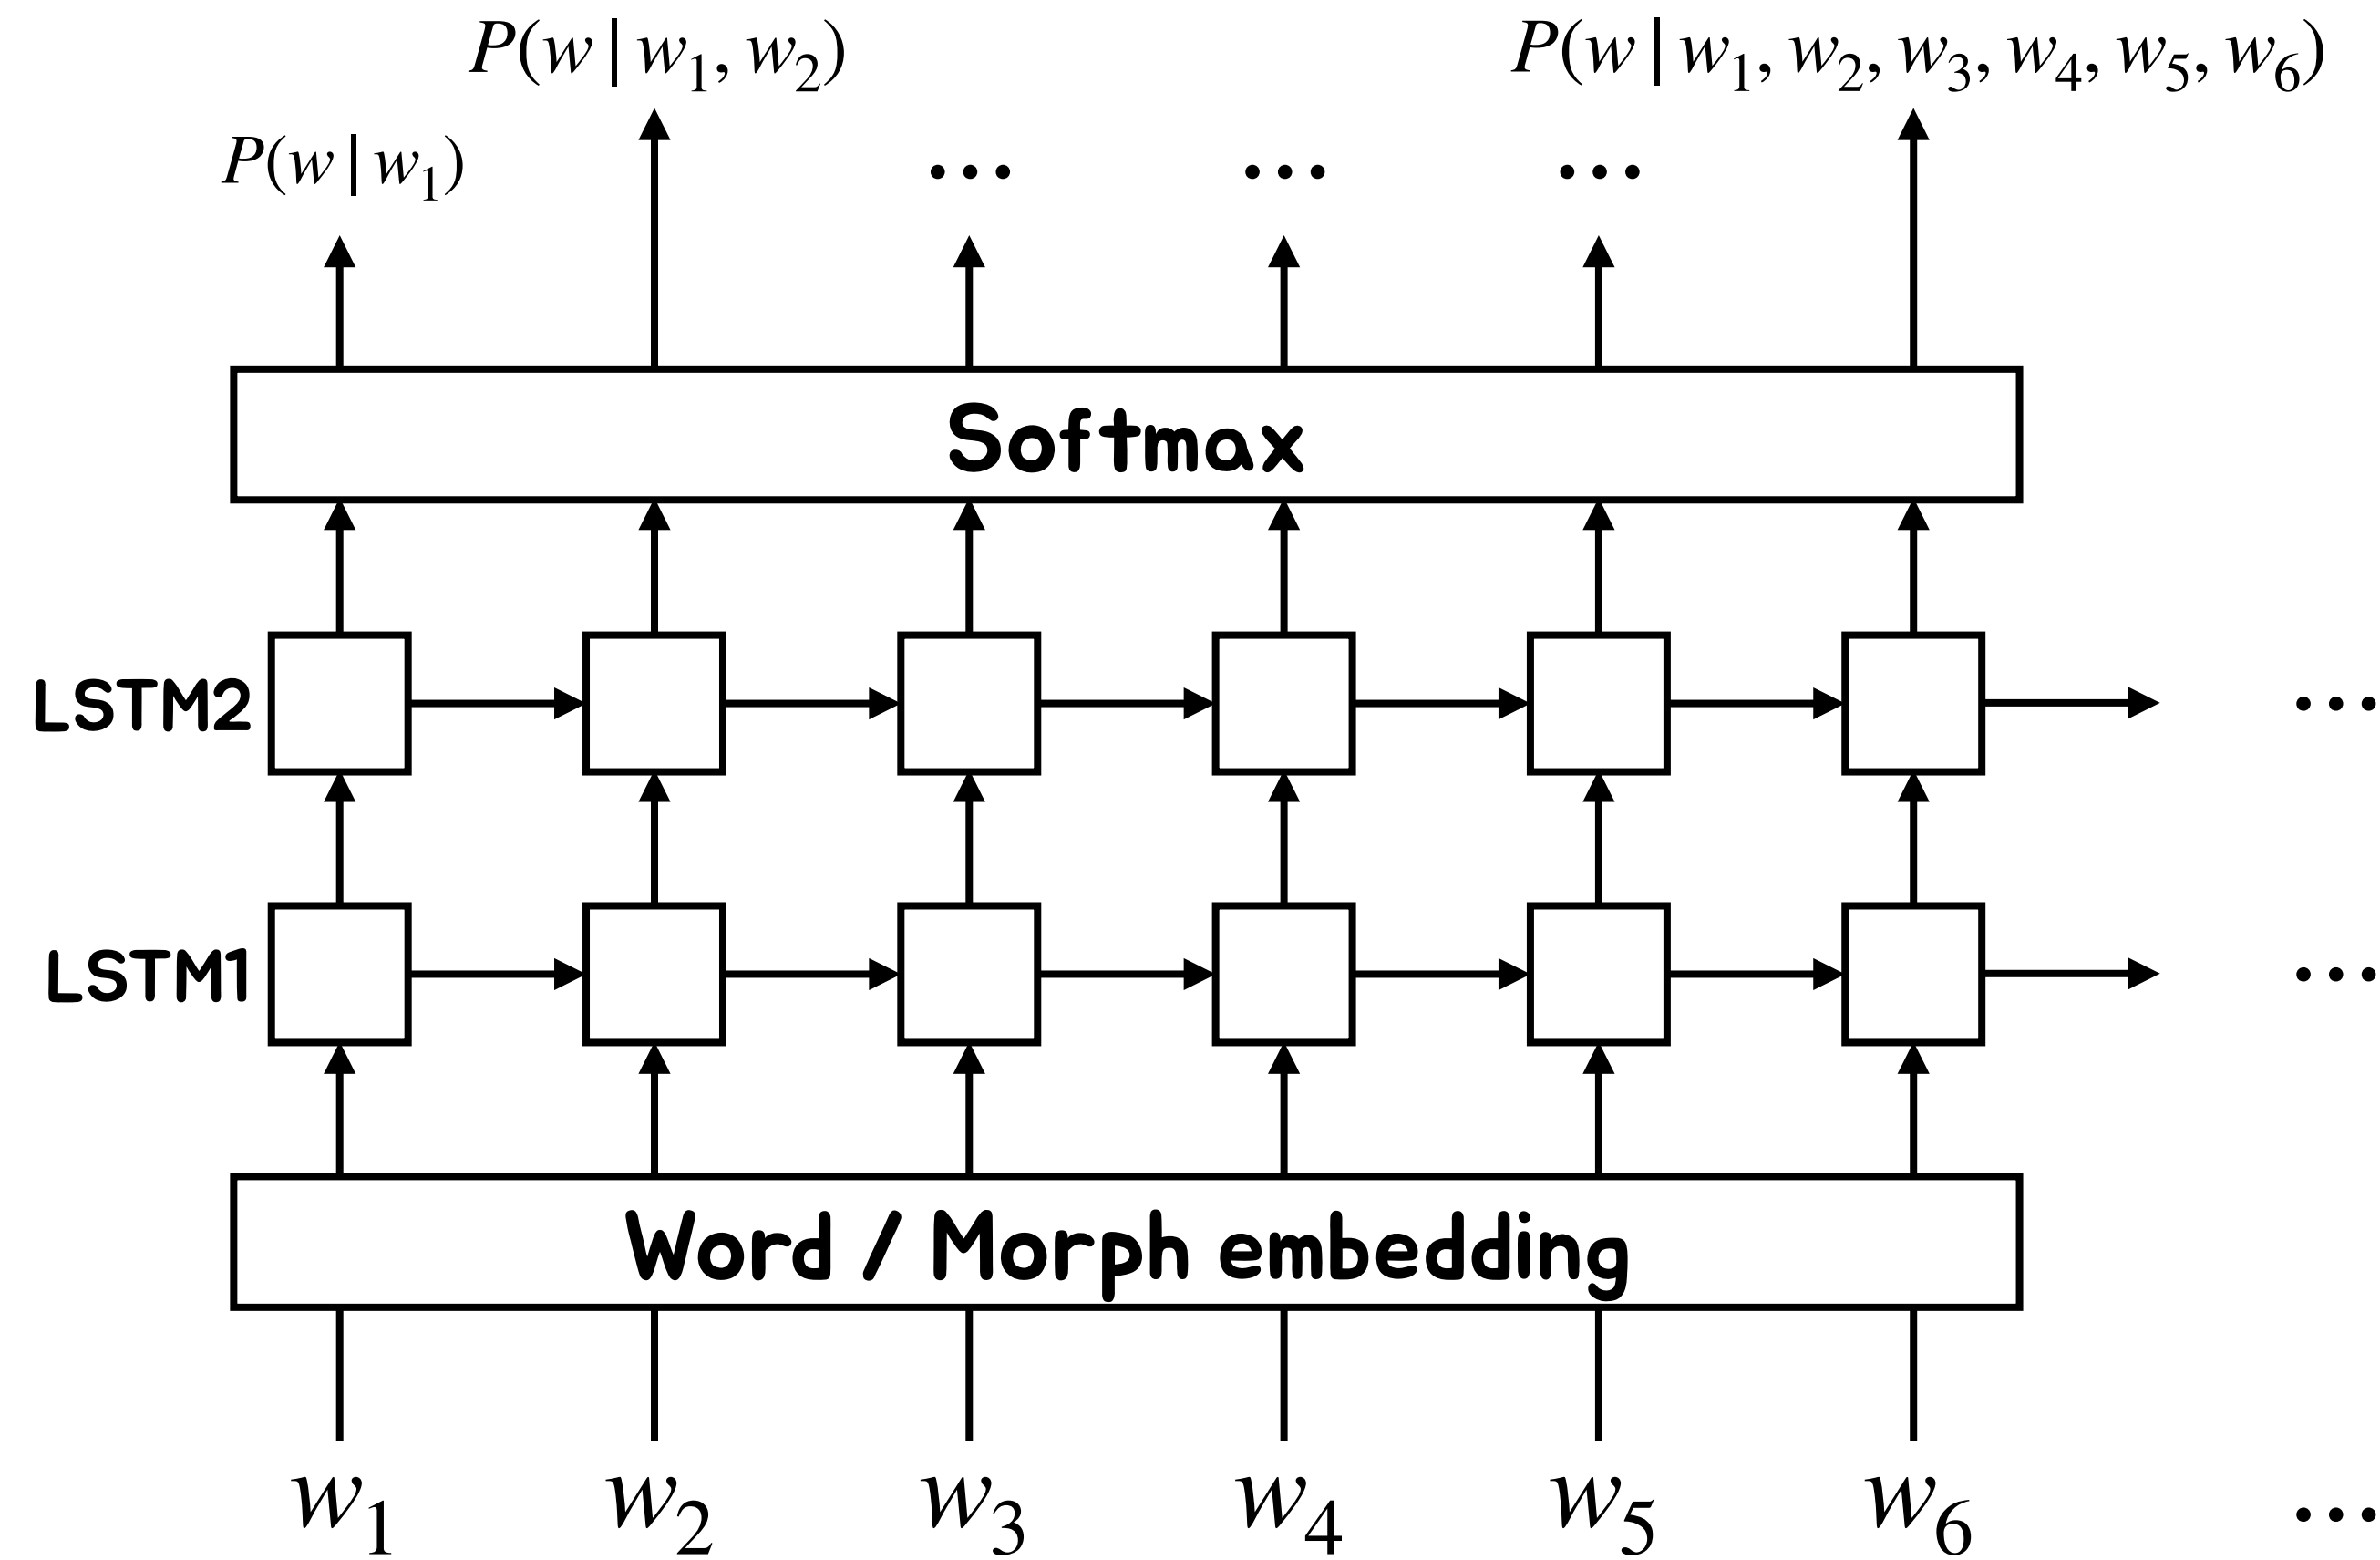 P(w | w1, w2)
P(w | w1, w2, w3, w4, w5, w6)
P(w | w1)
... ... ...
Softmax
LSTM2 ...
LSTM1 ...
Word / Morph embedding
w1 w2 w3 w4 w5 w6 ...